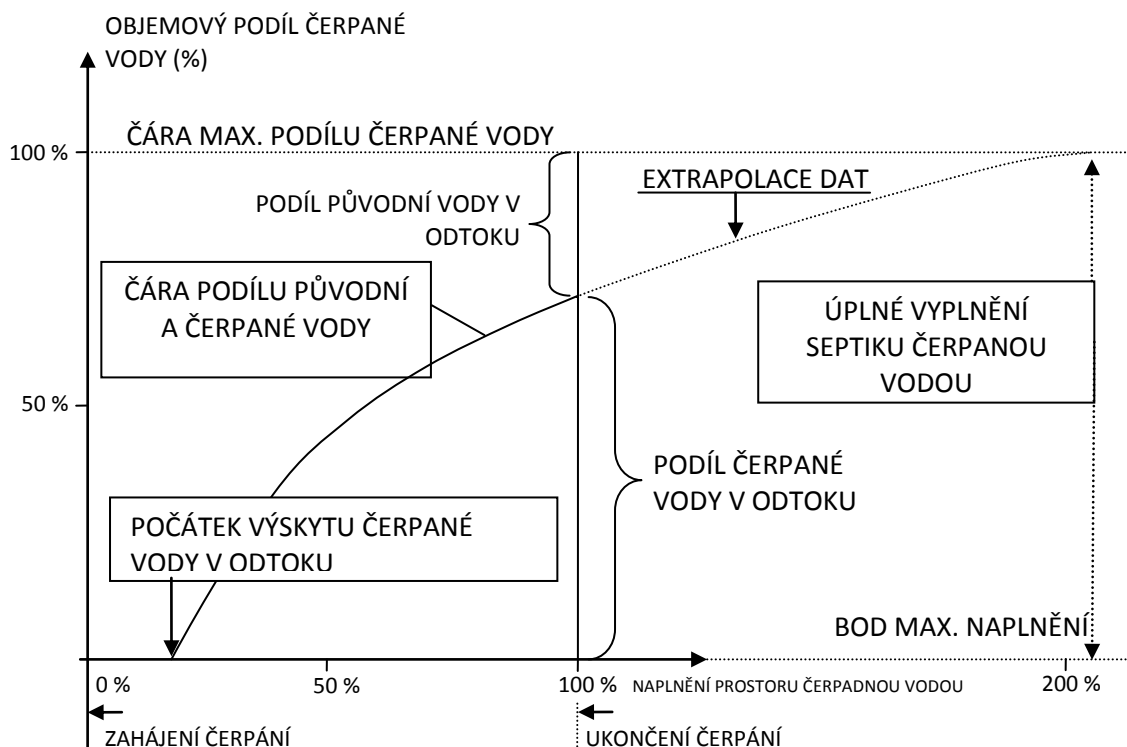 OBJEMOVÝ PODÍL ČERPANÉ
VODY (%)
ČÁRA MAX. PODÍLU ČERPANÉ VODY
100 %
EXTRAPOLACE DAT
PODÍL PŮVODNÍ VODY V
ODTOKU
ČÁRA PODÍLU PŮVODNÍ
A ČERPANÉ VODY
ÚPLNÉ VYPLNĚNÍ
SEPTIKU ČERPANOU
VODOU
50 %
PODÍL ČERPANÉ
VODY V ODTOKU
POČÁTEK VÝSKYTU ČERPANÉ
VODY V ODTOKU
BOD MAX. NAPLNĚNÍ
0 %
50 %
100 %
NAPLNĚNÍ PROSTORU ČERPADNOU VODOU
200 %
ZAHÁJENÍ ČERPÁNÍ
UKONČENÍ ČERPÁNÍ